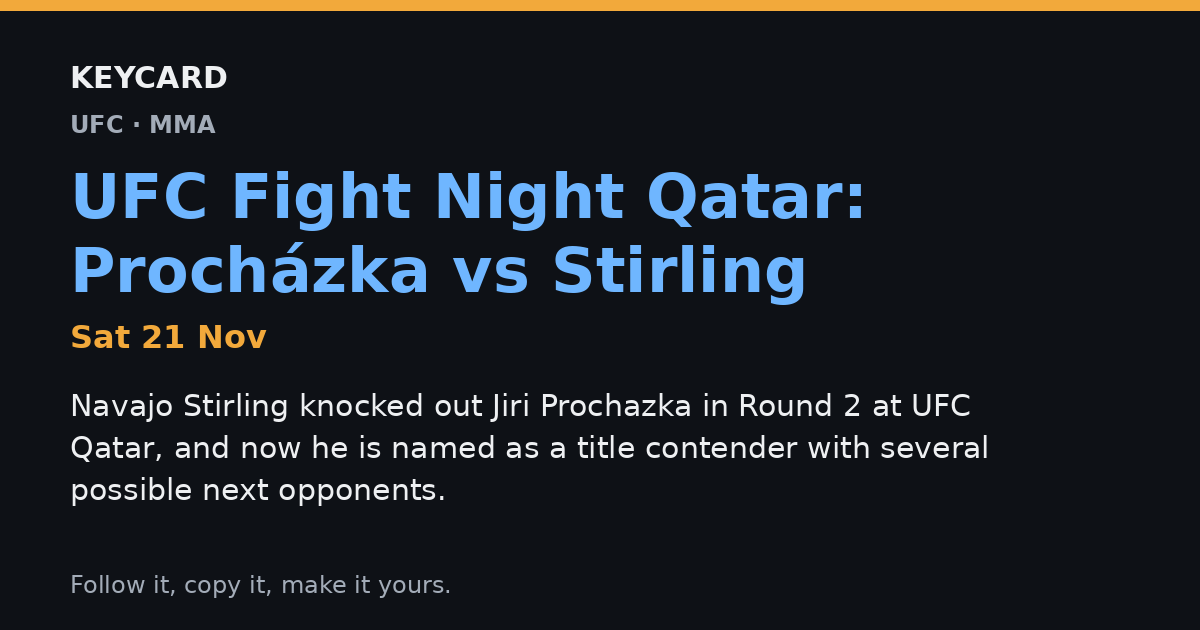 KEYCARD
UFC · MMA
UFC Fight Night Qatar:
Procházka vs Stirling
Sat 21 Nov
Navajo Stirling knocked out Jiri Prochazka in Round 2 at UFC
Qatar, and now he is named as a title contender with several
possible next opponents.
Follow it, copy it, make it yours.